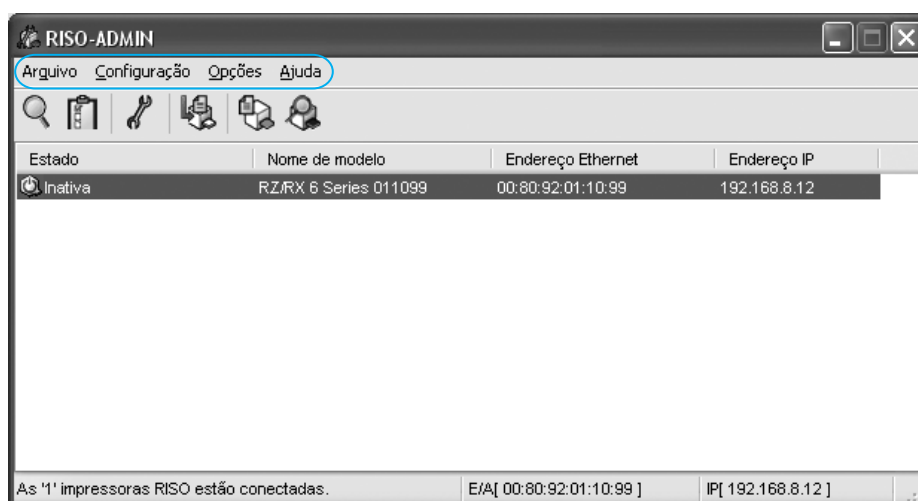 RISO-ADMIN
Arquivo Configuração Opções Ajuda
Estado Nome de modelo Endereço Ethernet Endereço IP
Inativa RZ/RX 6 Series 011099 00:80:92:01:10:99 192.168.8.12
As '1' impressoras RISO estão conectadas. E/A[ 00:80:92:01:10:99 ] IP[ 192.168.8.12 ]